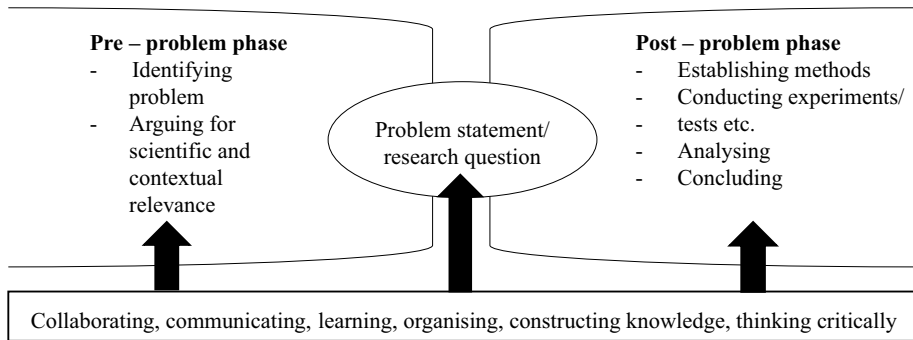 Pre – problem phase
- Identifying
problem
- Arguing for
scientific and
contextual
relevance
Problem statement/
research question
Post – problem phase
- Establishing methods
- Conducting experiments/
- tests etc.
- Analysing
- Concluding
Collaborating, communicating, learning, organising, constructing knowledge, thinking critically